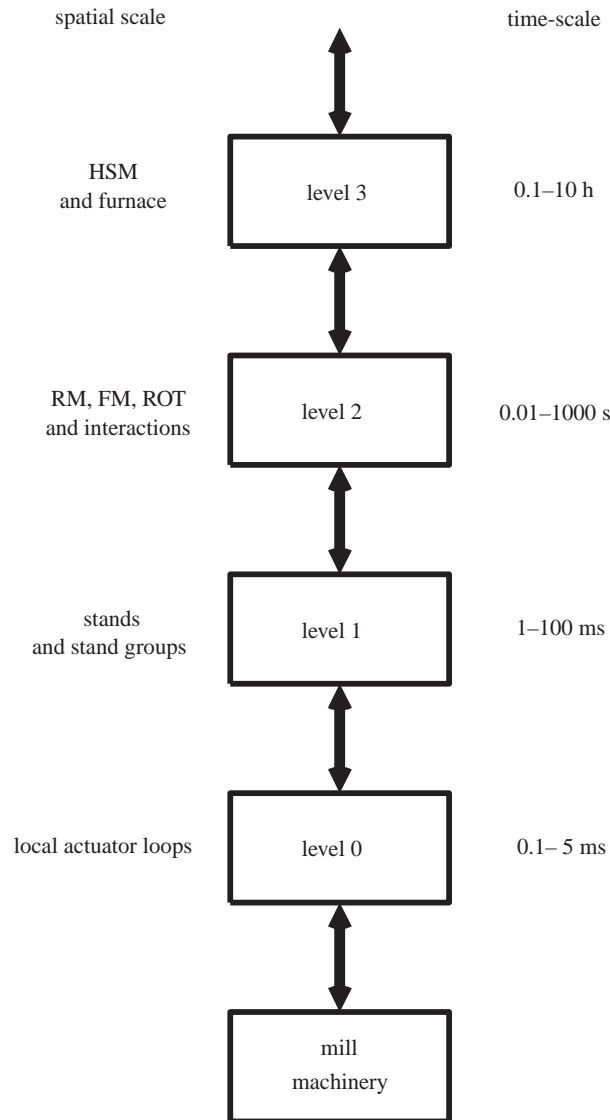 spatial scale
time-scale
HSM
and furnace
level 3
0.1–10 h
RM, FM, ROT
and interactions
level 2
0.01–1000 s
stands
and stand groups
level 1
1–100 ms
local actuator loops
level 0
0.1– 5 ms
mill
machinery